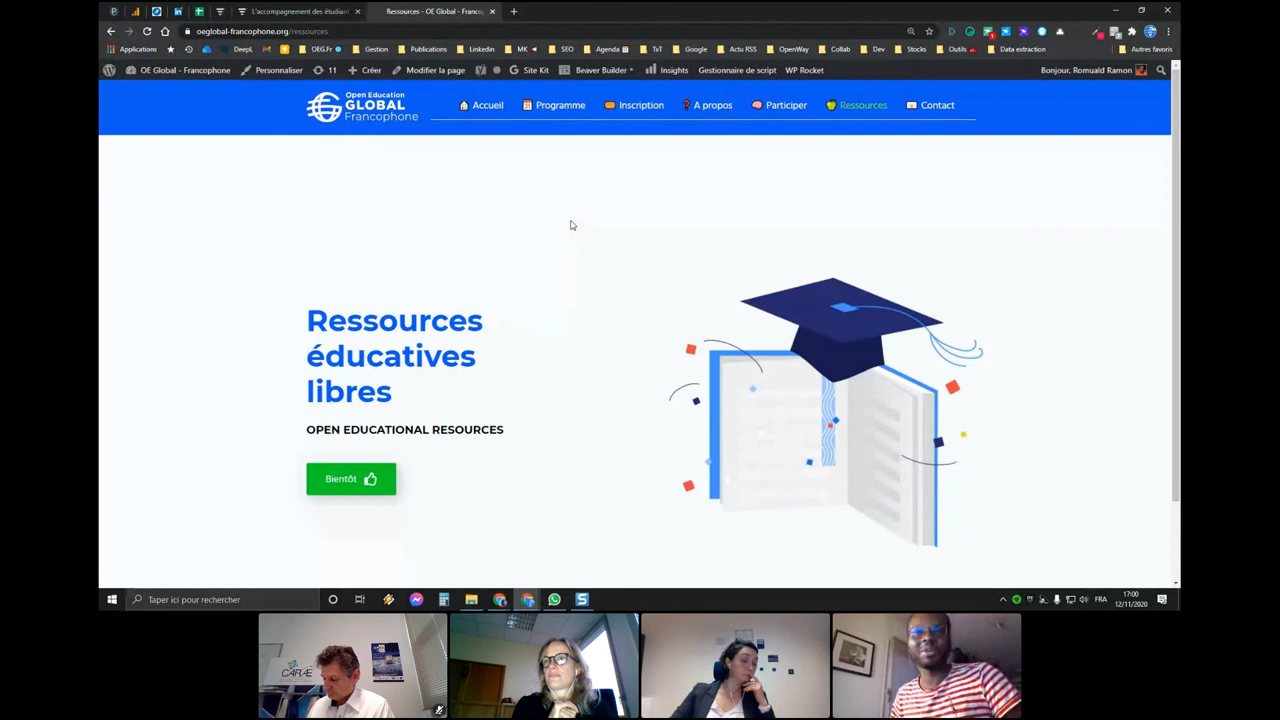 L'accompagnement des étudiant
Ressources - OE Global - Franco
oeglobal-francophone.org/ressources
Applications
DeepL
OEG.Fr
Gestion
Publications
Linkedin
MK
SEO
Agenda
TxT
Google
Actu RSS
OpenWay
Collab
Dev
Stocks
Outils
Data extraction
Autres favoris
OE Global - Francophone
Personnaliser
11
Créer
Modifier la page
Site Kit
Beaver Builder
Insights
Gestionnaire de script
WP Rocket
Bonjour, Romuald Ramon
Open Education
GLOBAL
Francophone
Accueil
Programme
Inscription
A propos
Participer
Ressources
Contact
Ressources
éducatives
libres
OPEN EDUCATIONAL RESOURCES
Bientôt
Taper ici pour rechercher
FRA
17:00
12/11/2020
CARÆ